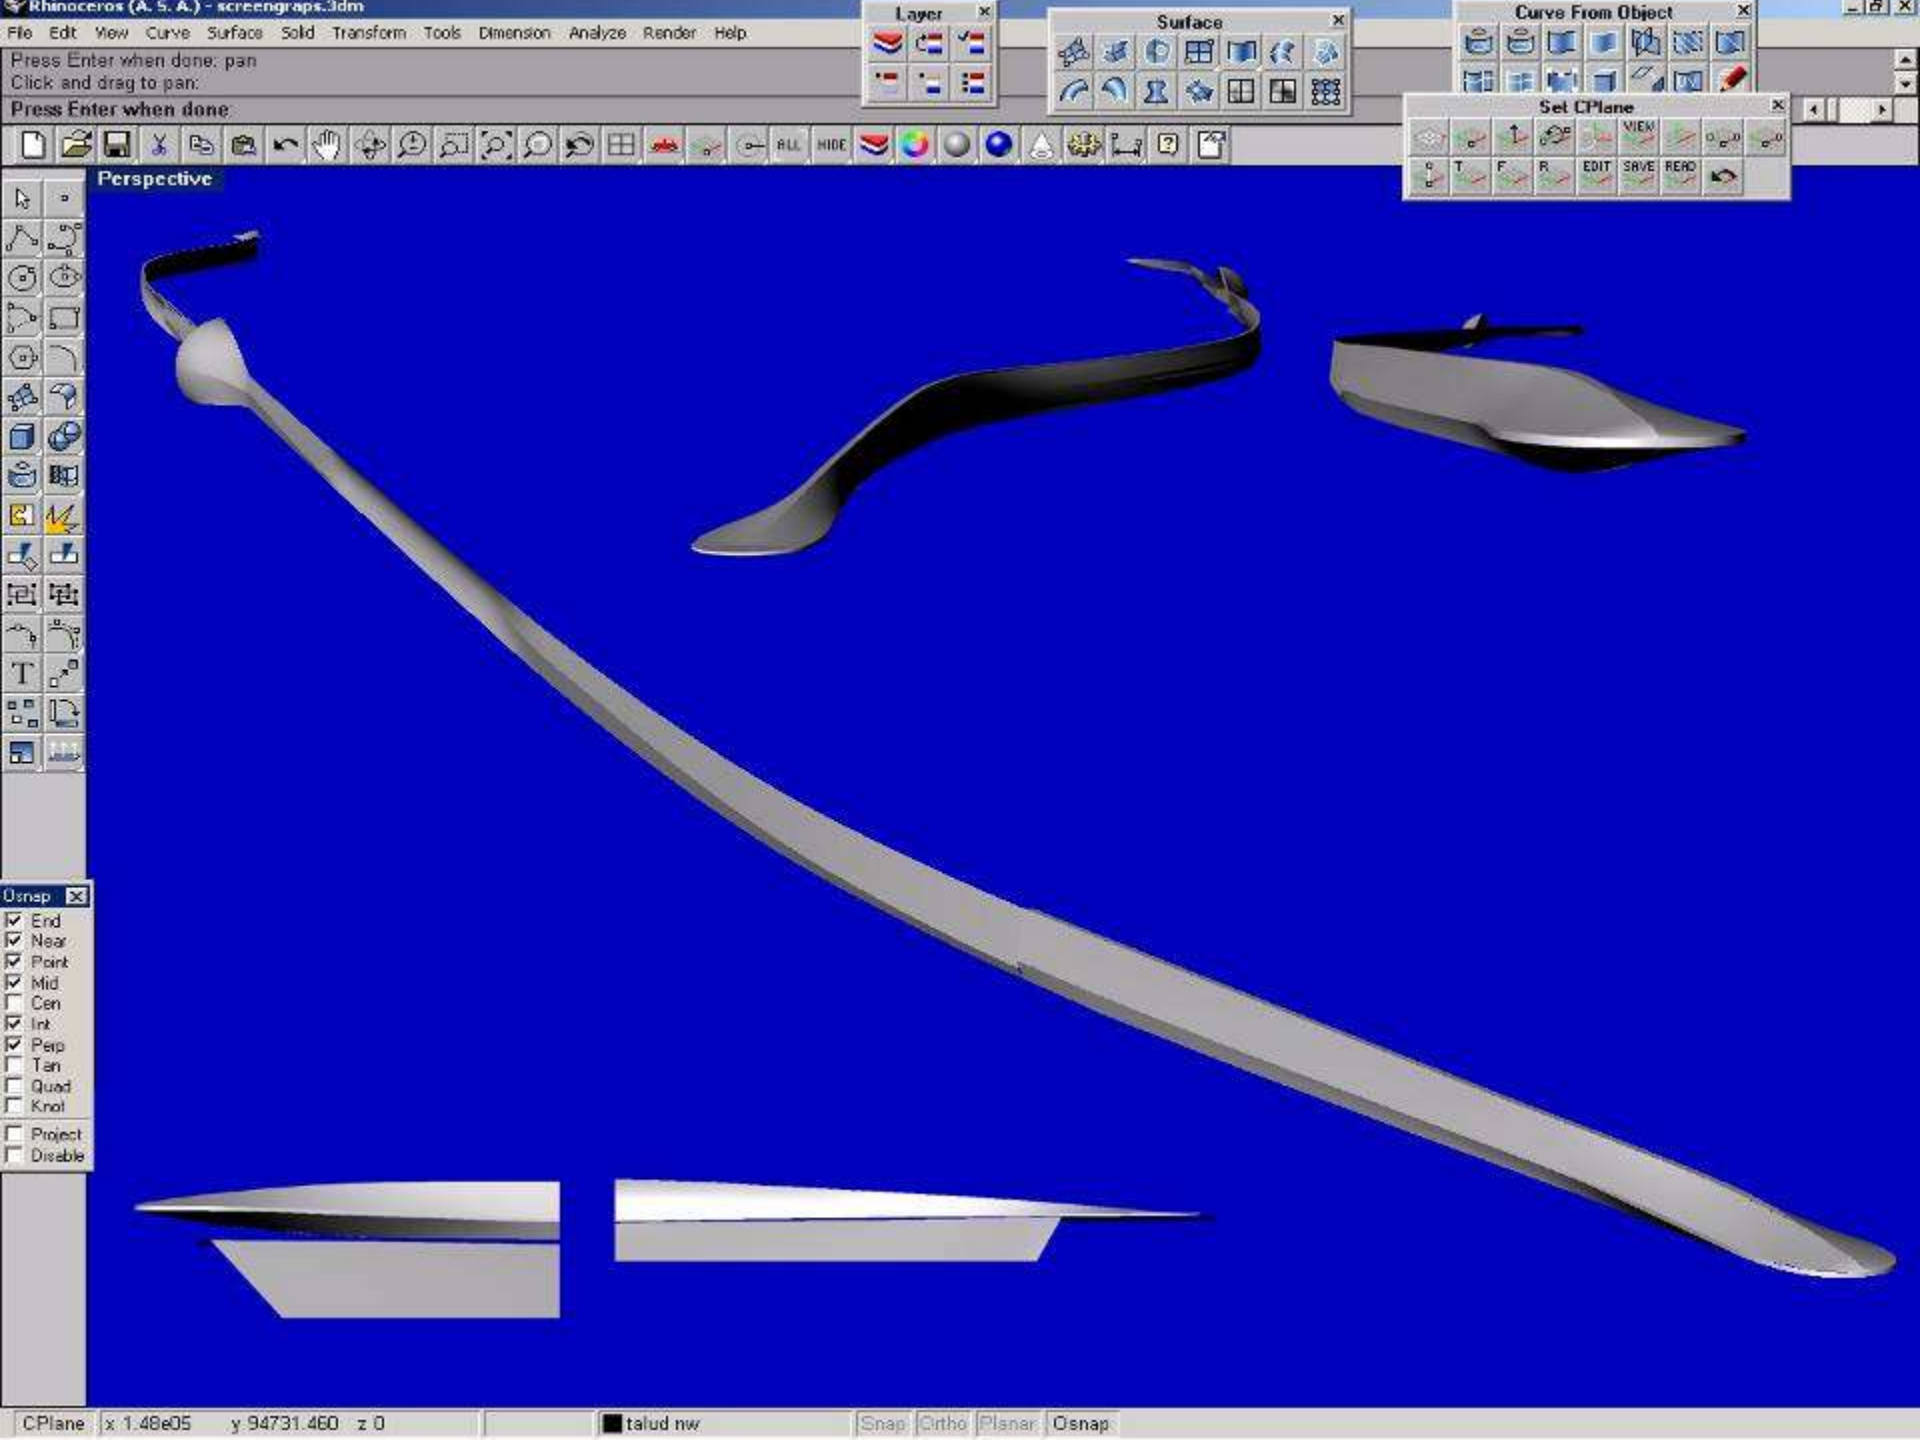 Rhinoceros (A. S. A.) - screengraps.3dm
File Edit View Curve Surface Solid Transform Tools Dimension Analyze Render Help
Press Enter when done: pan
Click and drag to pan:
Press Enter when done
Layer
Surface
Curve From Object
Set CPlane
VIEW
T F R EDIT SAVE READ
ALL HIDE
Perspective
T
Osnap
End
Near
Point
Mid
Cen
Int
Perp
Tan
Quad
Knot
Project
Disable
CPlane x 1.48e05 y 94731.460 z 0 talud nw Snap Ortho Planar Osnap